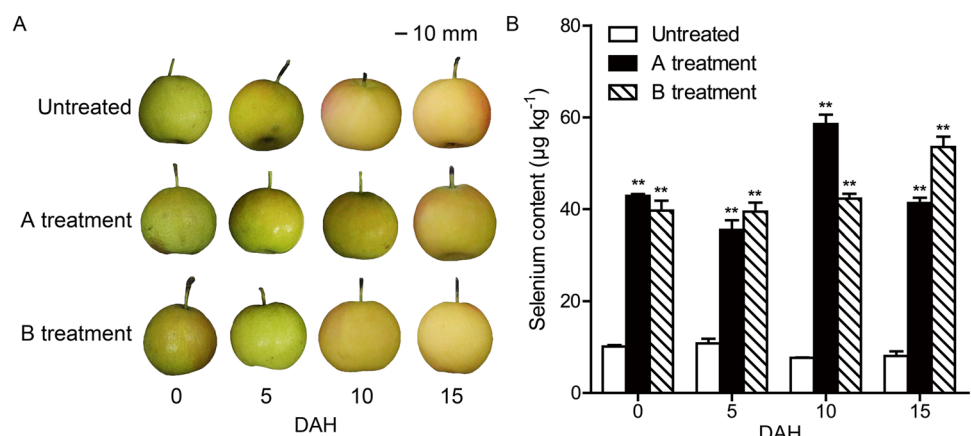 A
– 10 mm
Untreated
A treatment
B treatment
0 5 10 15
DAH
B
Untreated
A treatment
B treatment
Selenium content (µg kg⁻¹)
80
60
40
20
0
** ** ** ** ** ** ** **
0 5 10 15
DAH